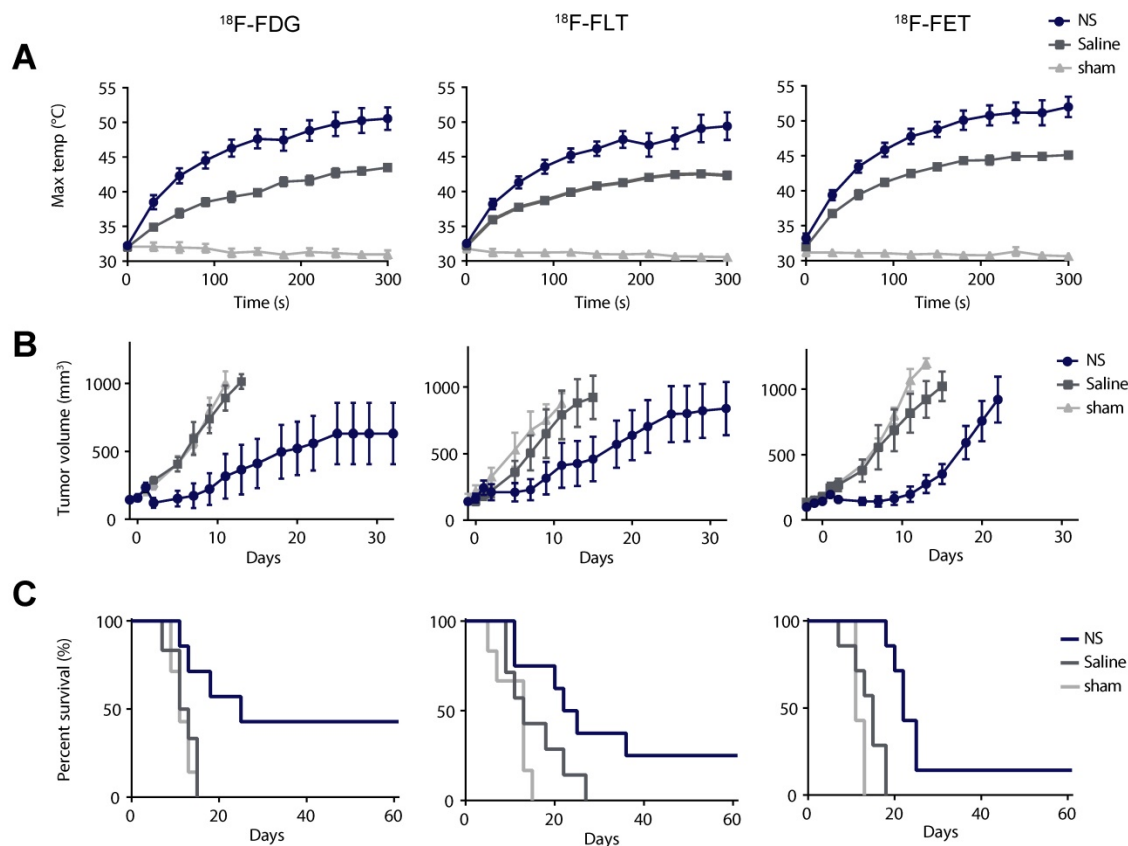 ¹⁸F-FDG ¹⁸F-FLT ¹⁸F-FET
NS
Saline
sham
A
Max temp (°C)
55
50
45
40
35
30
0 100 200 300
Time (s)
55
50
45
40
35
30
0 100 200 300
Time (s)
55
50
45
40
35
30
0 100 200 300
Time (s)
B
Tumor volume (mm³)
1000
500
0
0 10 20 30
Days
1000
500
0
0 10 20 30
Days
1000
500
0
0 10 20 30
Days
NS
Saline
sham
C
Percent survival (%)
100
50
0
0 20 40 60
Days
100
50
0
0 20 40 60
Days
100
50
0
0 20 40 60
Days
NS
Saline
sham